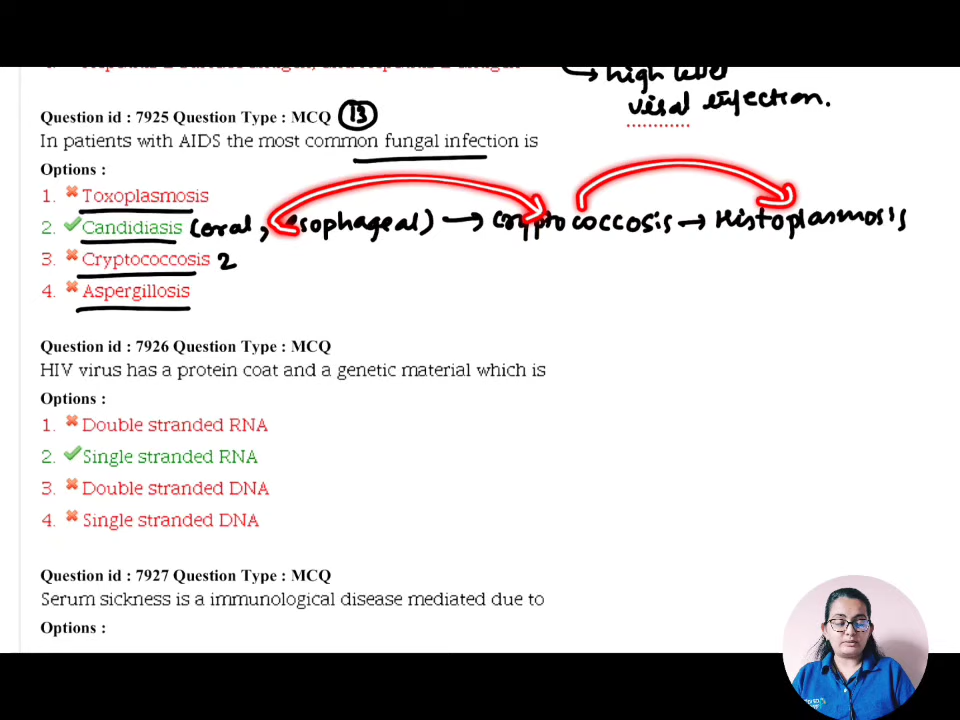 high level
viral infection.
Question id : 7925 Question Type : MCQ 13
In patients with AIDS the most common fungal infection is
Options :
1. Toxoplasmosis
2. Candidiasis (oral, esophageal) → cryptococcosis → Histoplasmosis
3. Cryptococcosis 2
4. Aspergillosis
Question id : 7926 Question Type : MCQ
HIV virus has a protein coat and a genetic material which is
Options :
1. Double stranded RNA
2. Single stranded RNA
3. Double stranded DNA
4. Single stranded DNA
Question id : 7927 Question Type : MCQ
Serum sickness is a immunological disease mediated due to
Options :